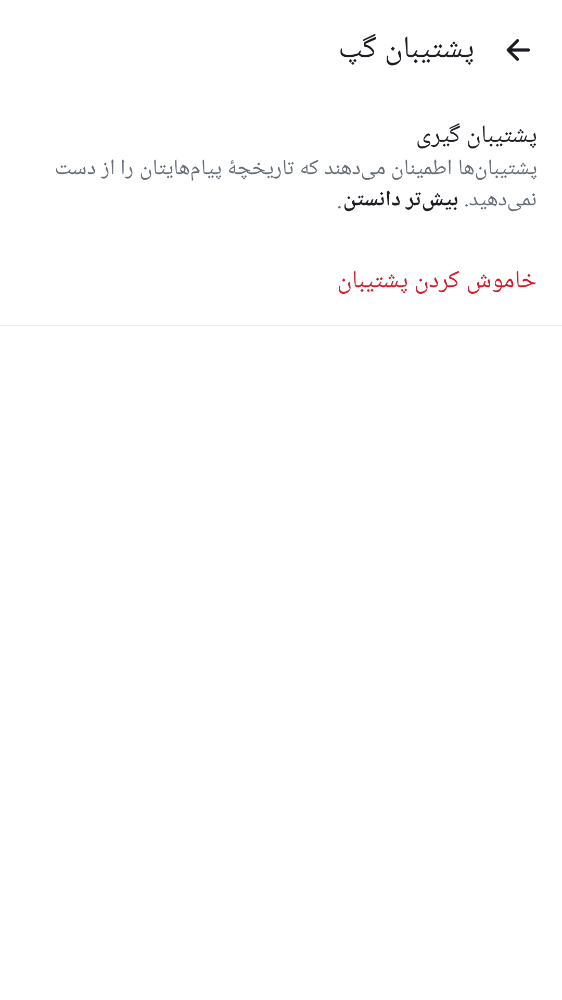 پشتیبان گپ
پشتیبان گیری
پشتیبان‌ها اطمینان می‌دهند که تاریخچهٔ پیام‌هایتان را از دست
نمی‌دهید. بیش‌تر دانستن.
خاموش کردن پشتیبان